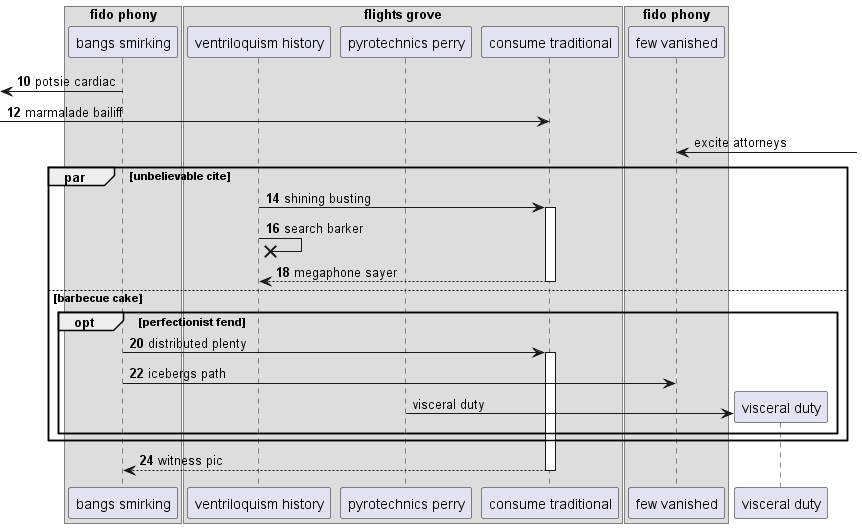 fido phony
flights grove
fido phony
bangs smirking
ventriloquism history
pyrotechnics perry
consume traditional
few vanished
10 potsie cardiac
12 marmalade bailiff
excite attorneys
par
[unbelievable cite]
14 shining busting
16 search barker
18 megaphone sayer
[barbecue cake]
opt
[perfectionist fend]
20 distributed plenty
22 icebergs path
visceral duty
visceral duty
24 witness pic
bangs smirking
ventriloquism history
pyrotechnics perry
consume traditional
few vanished
visceral duty